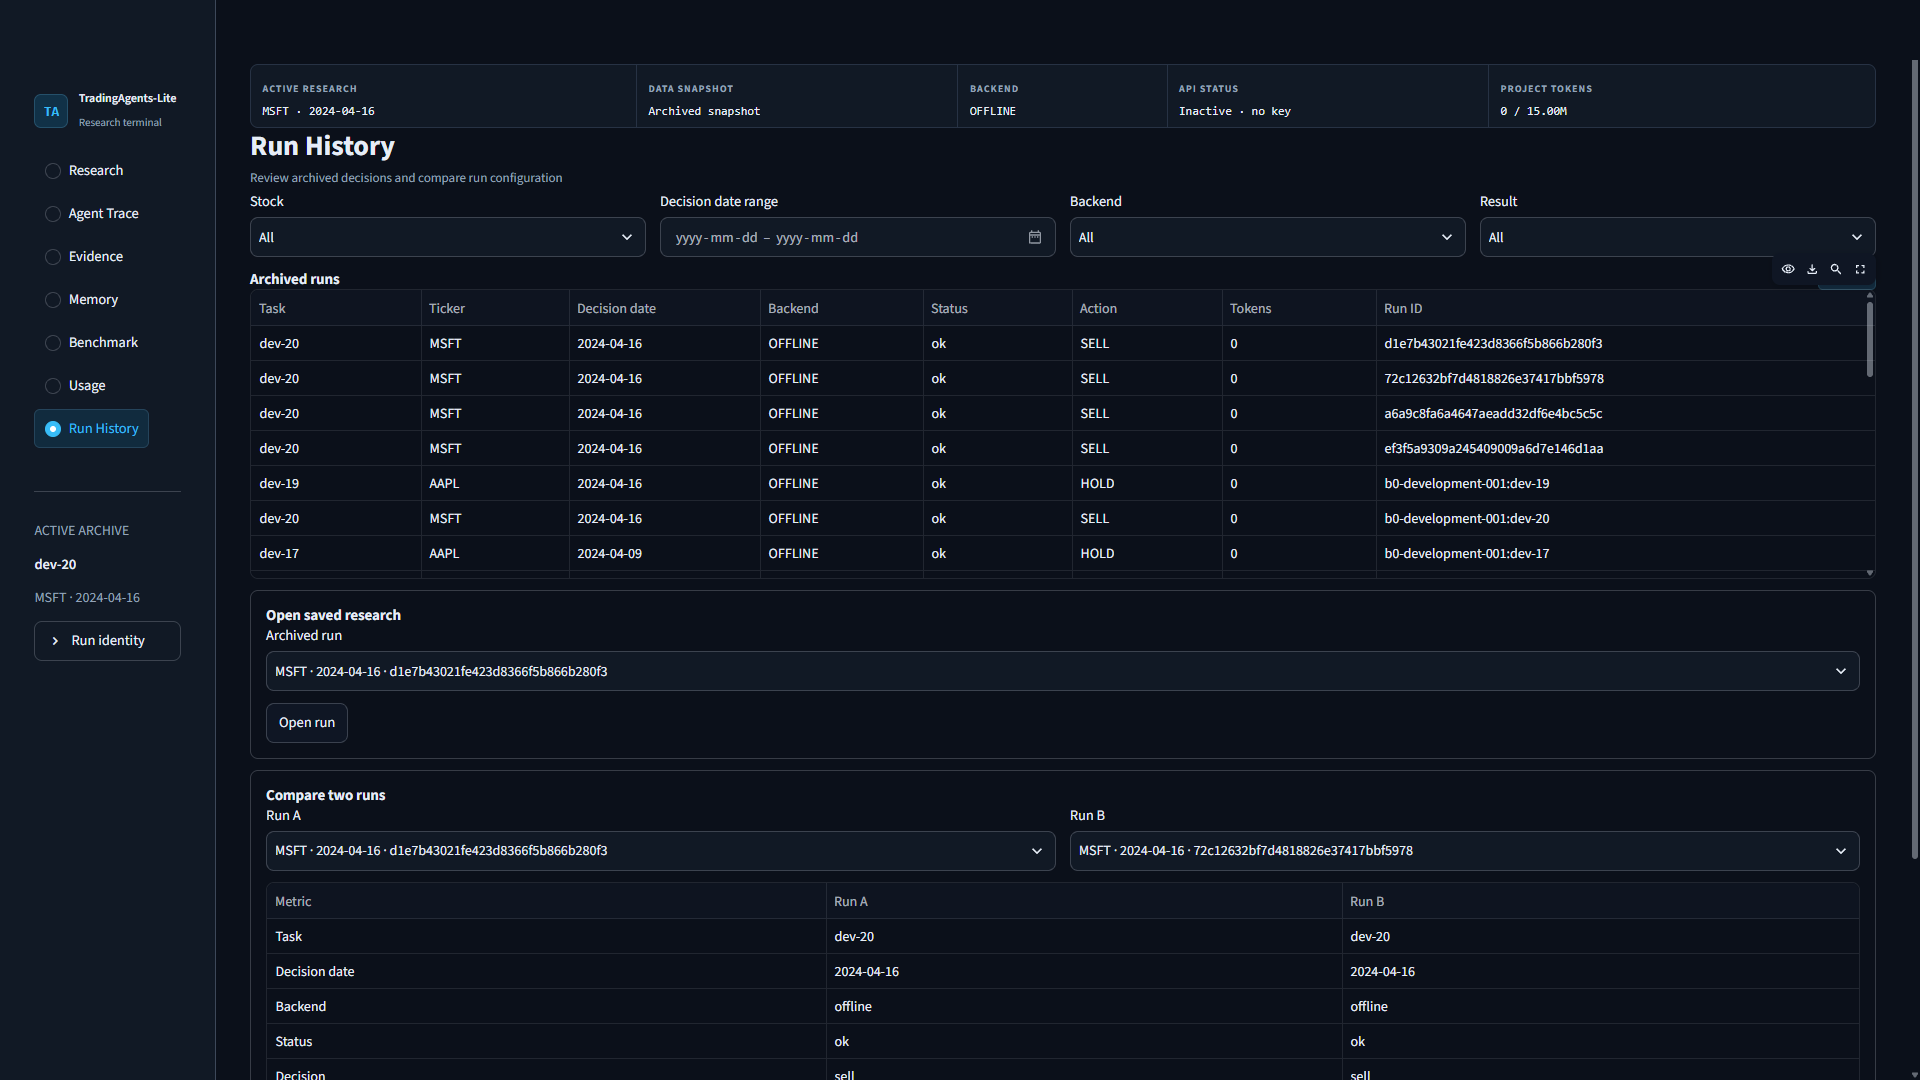 TA
TradingAgents-Lite
Research terminal
Research
Agent Trace
Evidence
Memory
Benchmark
Usage
Run History
ACTIVE ARCHIVE
dev-20
MSFT · 2024-04-16
Run identity
ACTIVE RESEARCH DATA SNAPSHOT BACKEND API STATUS PROJECT TOKENS
MSFT · 2024-04-16 Archived snapshot OFFLINE Inactive · no key 0 / 15.00M
Run History
Review archived decisions and compare run configuration
Stock Decision date range Backend Result
All yyyy-mm-dd – yyyy-mm-dd All All
Archived runs
Task Ticker Decision date Backend Status Action Tokens Run ID
dev-20 MSFT 2024-04-16 OFFLINE ok SELL 0 d1e7b43021fe423d8366f5b866b280f3
dev-20 MSFT 2024-04-16 OFFLINE ok SELL 0 72c12632bf7d4818826e37417bbf5978
dev-20 MSFT 2024-04-16 OFFLINE ok SELL 0 a6a9c8fa6a4647aeadd32df6e4bc5c5c
dev-20 MSFT 2024-04-16 OFFLINE ok SELL 0 ef3f5a9309a245409009a6d7e146d1aa
dev-19 AAPL 2024-04-16 OFFLINE ok HOLD 0 b0-development-001:dev-19
dev-20 MSFT 2024-04-16 OFFLINE ok SELL 0 b0-development-001:dev-20
dev-17 AAPL 2024-04-09 OFFLINE ok HOLD 0 b0-development-001:dev-17
Open saved research
Archived run
MSFT · 2024-04-16 · d1e7b43021fe423d8366f5b866b280f3
Open run
Compare two runs
Run A Run B
MSFT · 2024-04-16 · d1e7b43021fe423d8366f5b866b280f3 MSFT · 2024-04-16 · 72c12632bf7d4818826e37417bbf5978
Metric Run A Run B
Task dev-20 dev-20
Decision date 2024-04-16 2024-04-16
Backend offline offline
Status ok ok
Decision sell sell